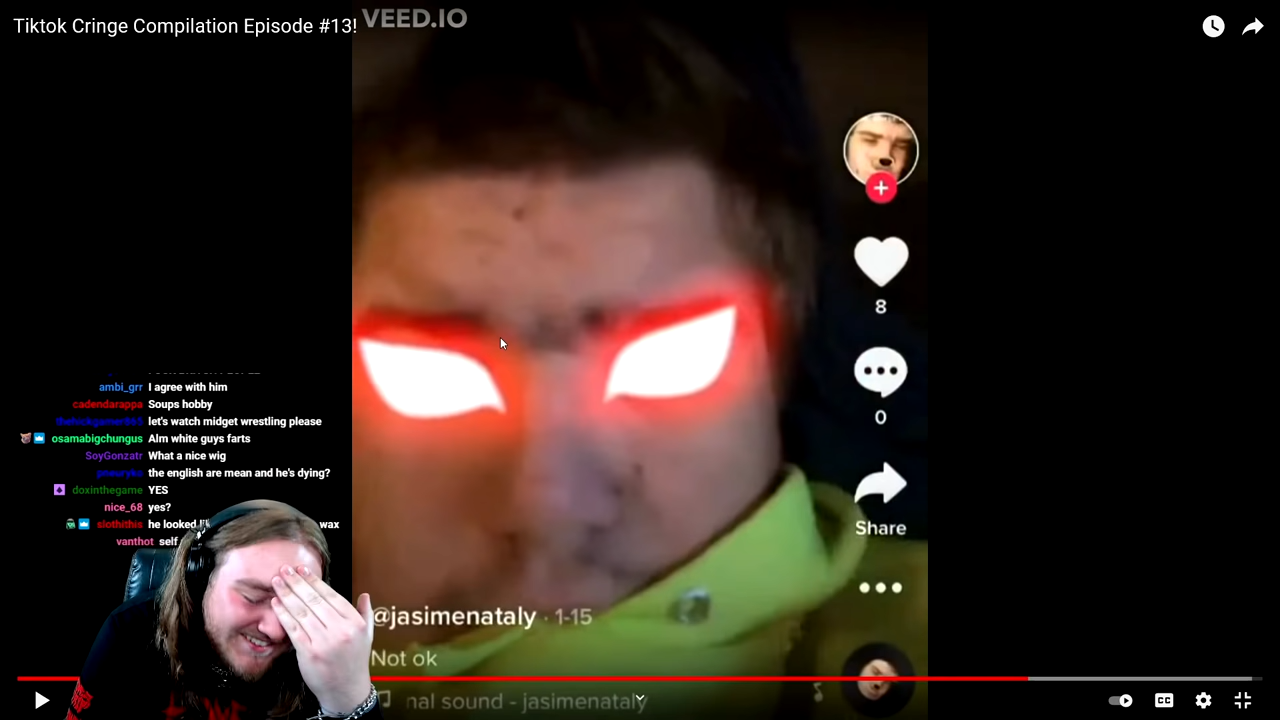 Tiktok Cringe Compilation Episode #13!
VEED.IO
8
0
Share
ambi_grr I agree with him
cadendarappa Soups hobby
let's watch midget wrestling please
osamabigchungus Alm white guys farts
SoyGonzatr What a nice wig
the english are mean and he's dying?
doxinthegame YES
nice_68 yes?
slothithis he looked wax
vanthot self
@jasimenataly · 1-15
Not ok
nal sound - jasimenataly
CC